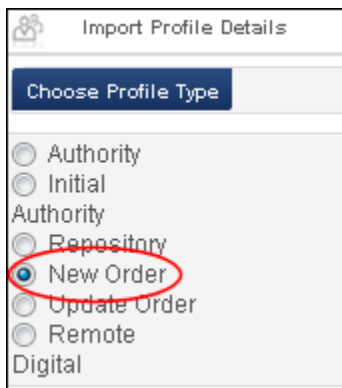 Import Profile Details
Choose Profile Type
Authority
Initial
Authority
Repository
New Order
Update Order
Remote
Digital